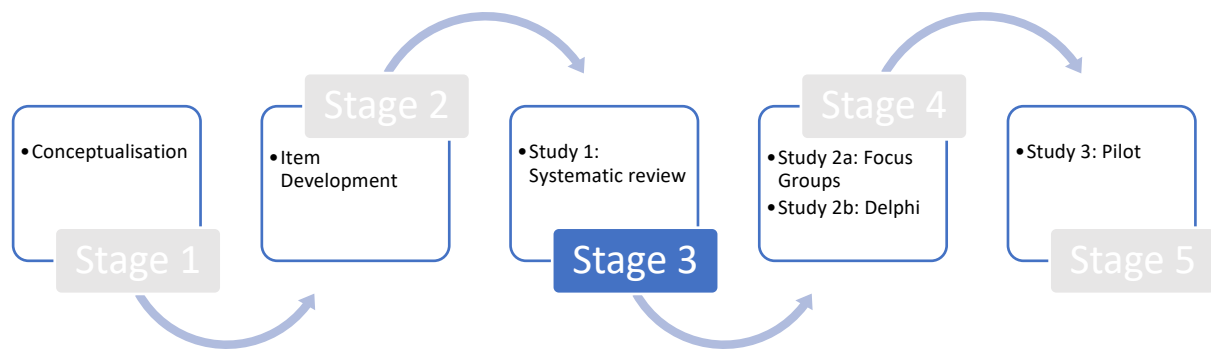 •Conceptualisation
Stage 1
Stage 2
•Item
Development
•Study 1:
Systematic review
Stage 3
Stage 4
•Study 2a: Focus
Groups
•Study 2b: Delphi
•Study 3: Pilot
Stage 5